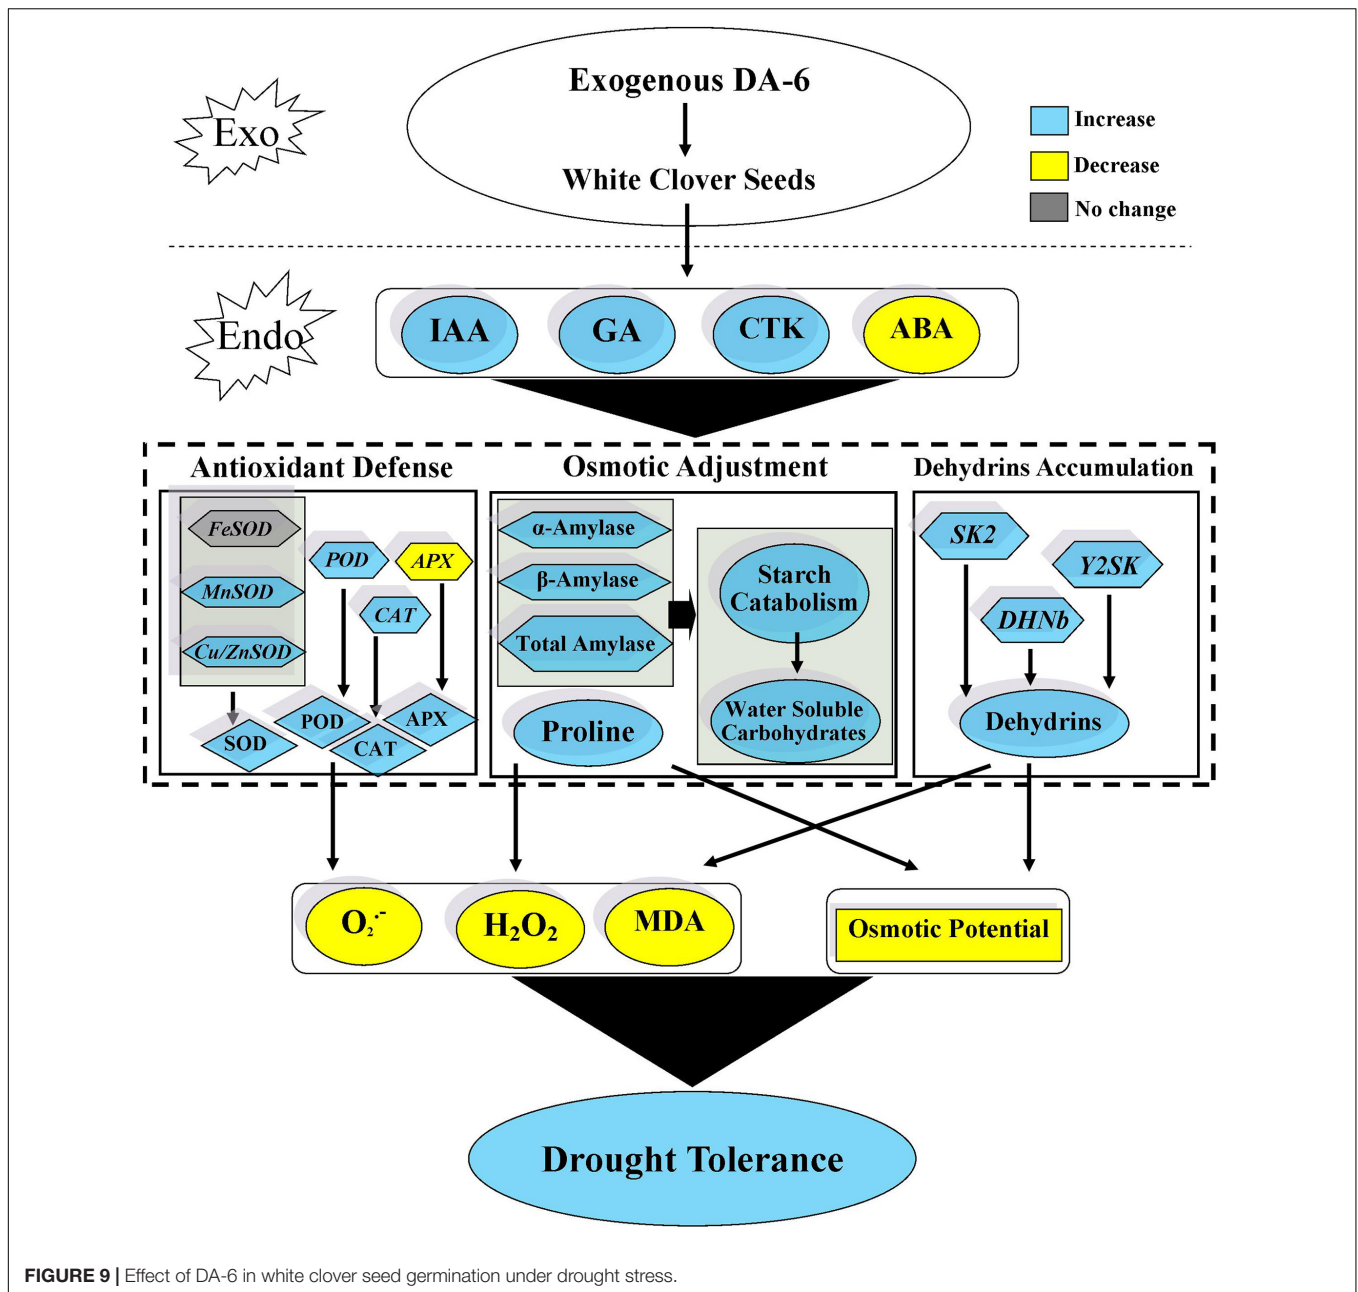 Exogenous DA-6
Exo
White Clover Seeds
Increase
Decrease
No change
Endo
IAA
GA
CTK
ABA
Antioxidant Defense
Osmotic Adjustment
Dehydrins Accumulation
FeSOD
MnSOD
Cu/ZnSOD
POD
APX
CAT
SOD
POD
CAT
APX
α-Amylase
β-Amylase
Total Amylase
Proline
Starch
Catabolism
Water Soluble
Carbohydrates
SK2
Y2SK
DHNb
Dehydrins
O₂·⁻
H₂O₂
MDA
Osmotic Potential
Drought Tolerance
FIGURE 9 | Effect of DA-6 in white clover seed germination under drought stress.